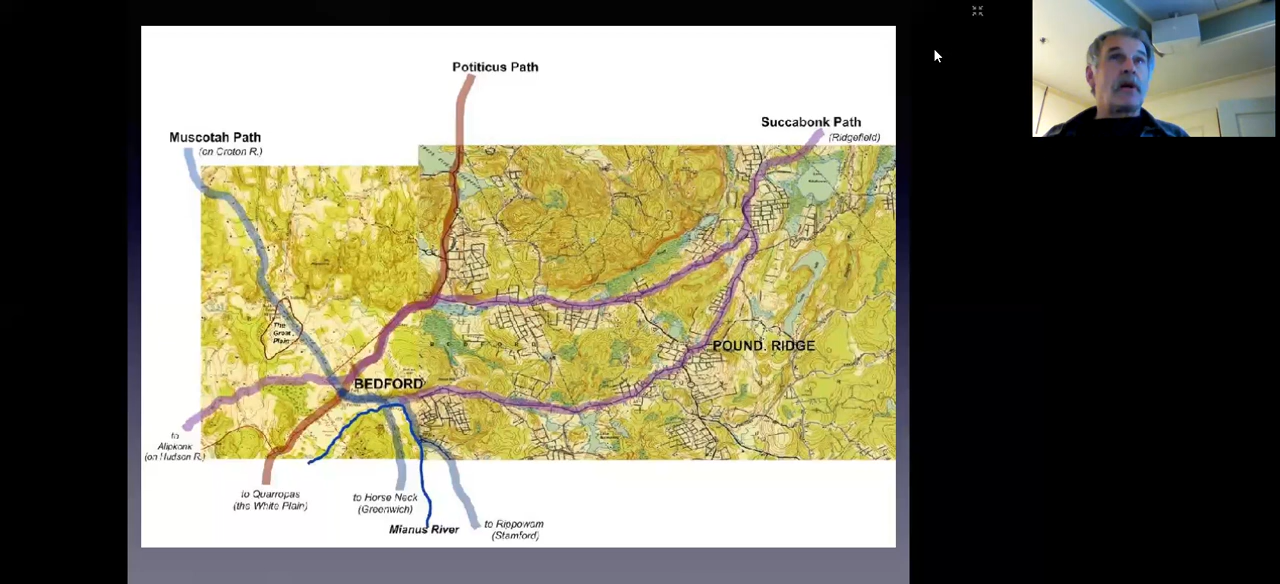 Potiticus Path
Succabonk Path
(Ridgefield)
Muscotah Path
(on Croton R.)
The
Great
Plain
POUND. RIDGE
BEDFORD
to
Alipkonk
(on Hudson R.)
to Quarropas
(the White Plain)
to Horse Neck
(Greenwich)
Mianus River
to Rippowam
(Stamford)